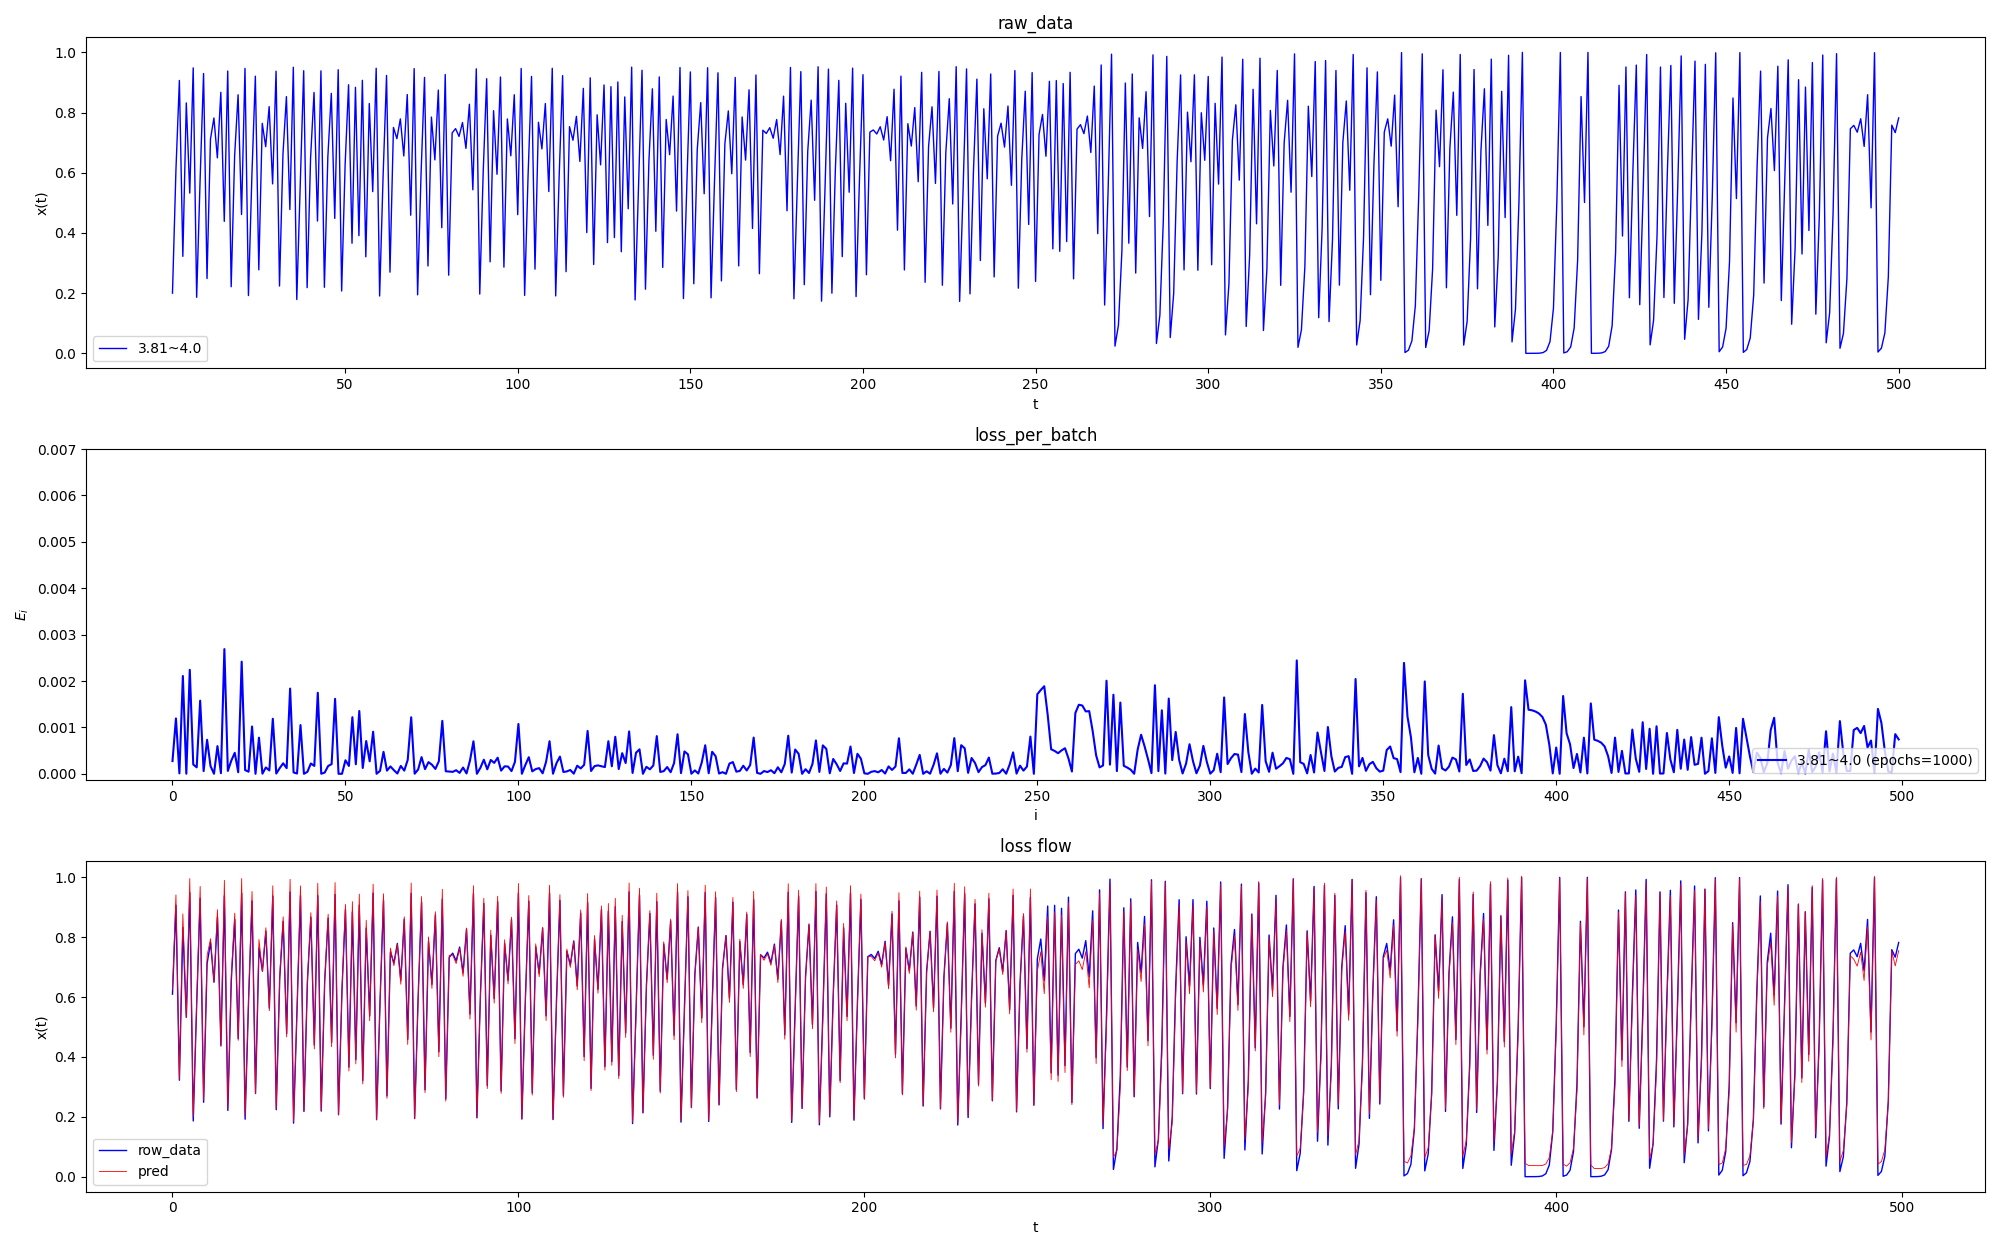 raw_data
1.0
0.8
0.6
0.4
0.2
0.0
x(t)
3.81~4.0
50 100 150 200 250 300 350 400 450 500
t
loss_per_batch
0.007
0.006
0.005
0.004
0.003
0.002
0.001
0.000
E_i
3.81~4.0 (epochs=1000)
0 50 100 150 200 250 300 350 400 450 500
i
loss flow
1.0
0.8
0.6
0.4
0.2
0.0
x(t)
row_data
pred
0 100 200 300 400 500
t